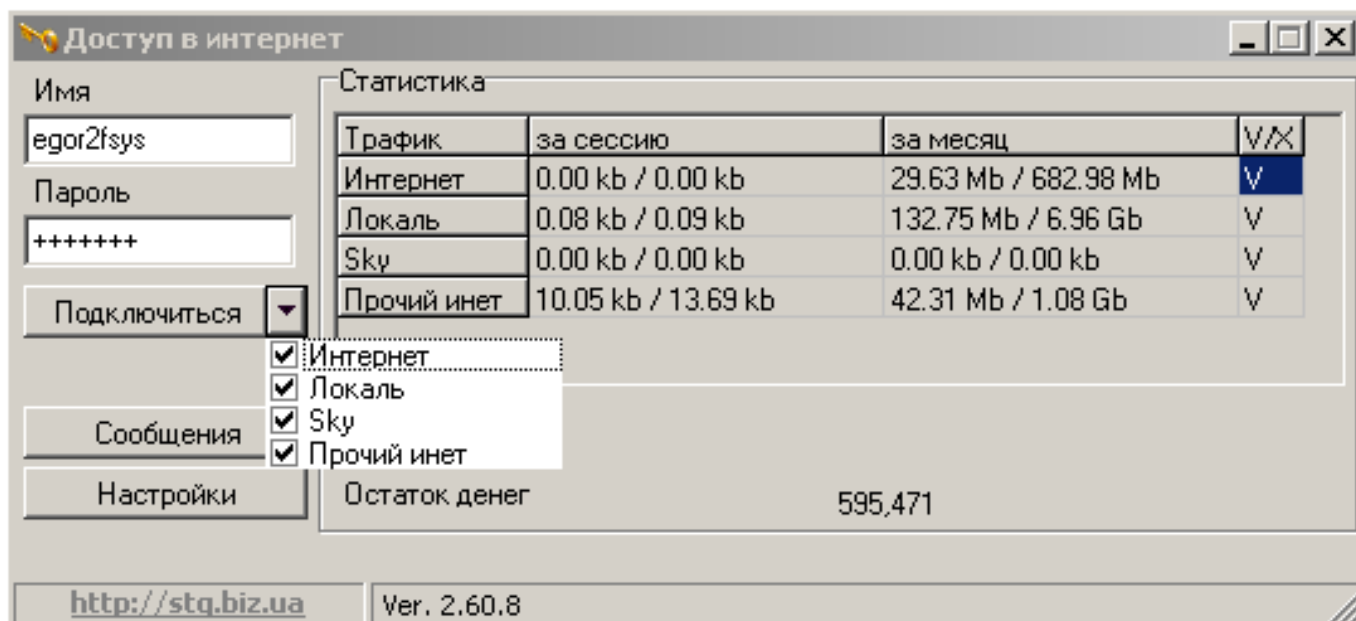 Доступ в интернет
Имя
egor2fsys
Пароль
+++++++
Подключиться
Интернет
Локаль
Sky
Прочий инет
Сообщения
Настройки
Статистика
Трафик за сессию за месяц V/X
Интернет 0.00 kb / 0.00 kb 29.63 Mb / 682.98 Mb V
Локаль 0.08 kb / 0.09 kb 132.75 Mb / 6.96 Gb V
Sky 0.00 kb / 0.00 kb 0.00 kb / 0.00 kb V
Прочий инет 10.05 kb / 13.69 kb 42.31 Mb / 1.08 Gb V
Остаток денег 595,471
http://stg.biz.ua Ver. 2.60.8